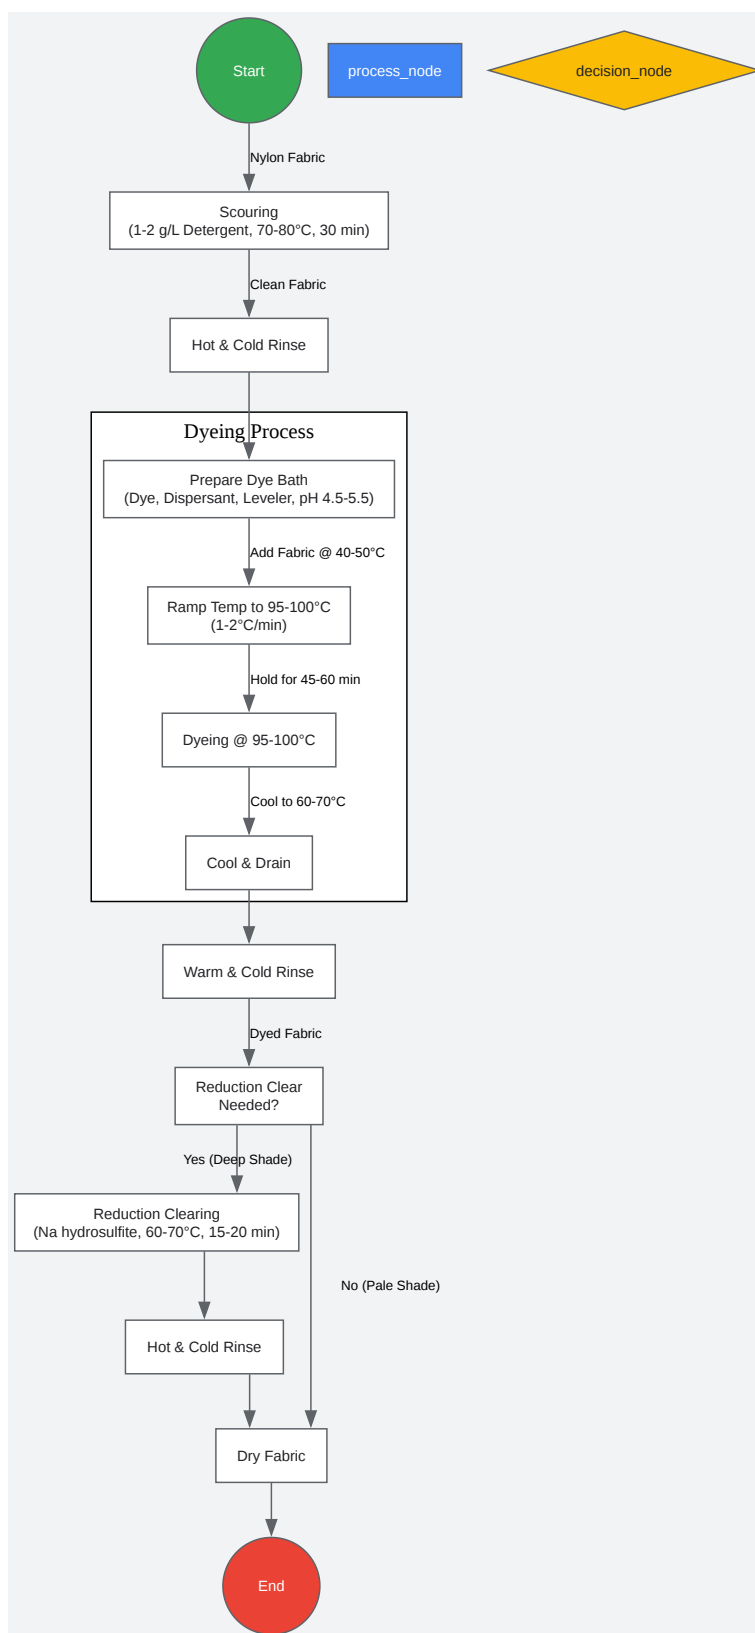 Start
process_node
decision_node
Nylon Fabric
Scouring
(1-2 g/L Detergent, 70-80°C, 30 min)
Clean Fabric
Hot & Cold Rinse
Dyeing Process
Prepare Dye Bath
(Dye, Dispersant, Leveler, pH 4.5-5.5)
Add Fabric @ 40-50°C
Ramp Temp to 95-100°C
(1-2°C/min)
Hold for 45-60 min
Dyeing @ 95-100°C
Cool to 60-70°C
Cool & Drain
Warm & Cold Rinse
Dyed Fabric
Reduction Clear
Needed?
Yes (Deep Shade)
Reduction Clearing
(Na hydrosulfite, 60-70°C, 15-20 min)
No (Pale Shade)
Hot & Cold Rinse
Dry Fabric
End